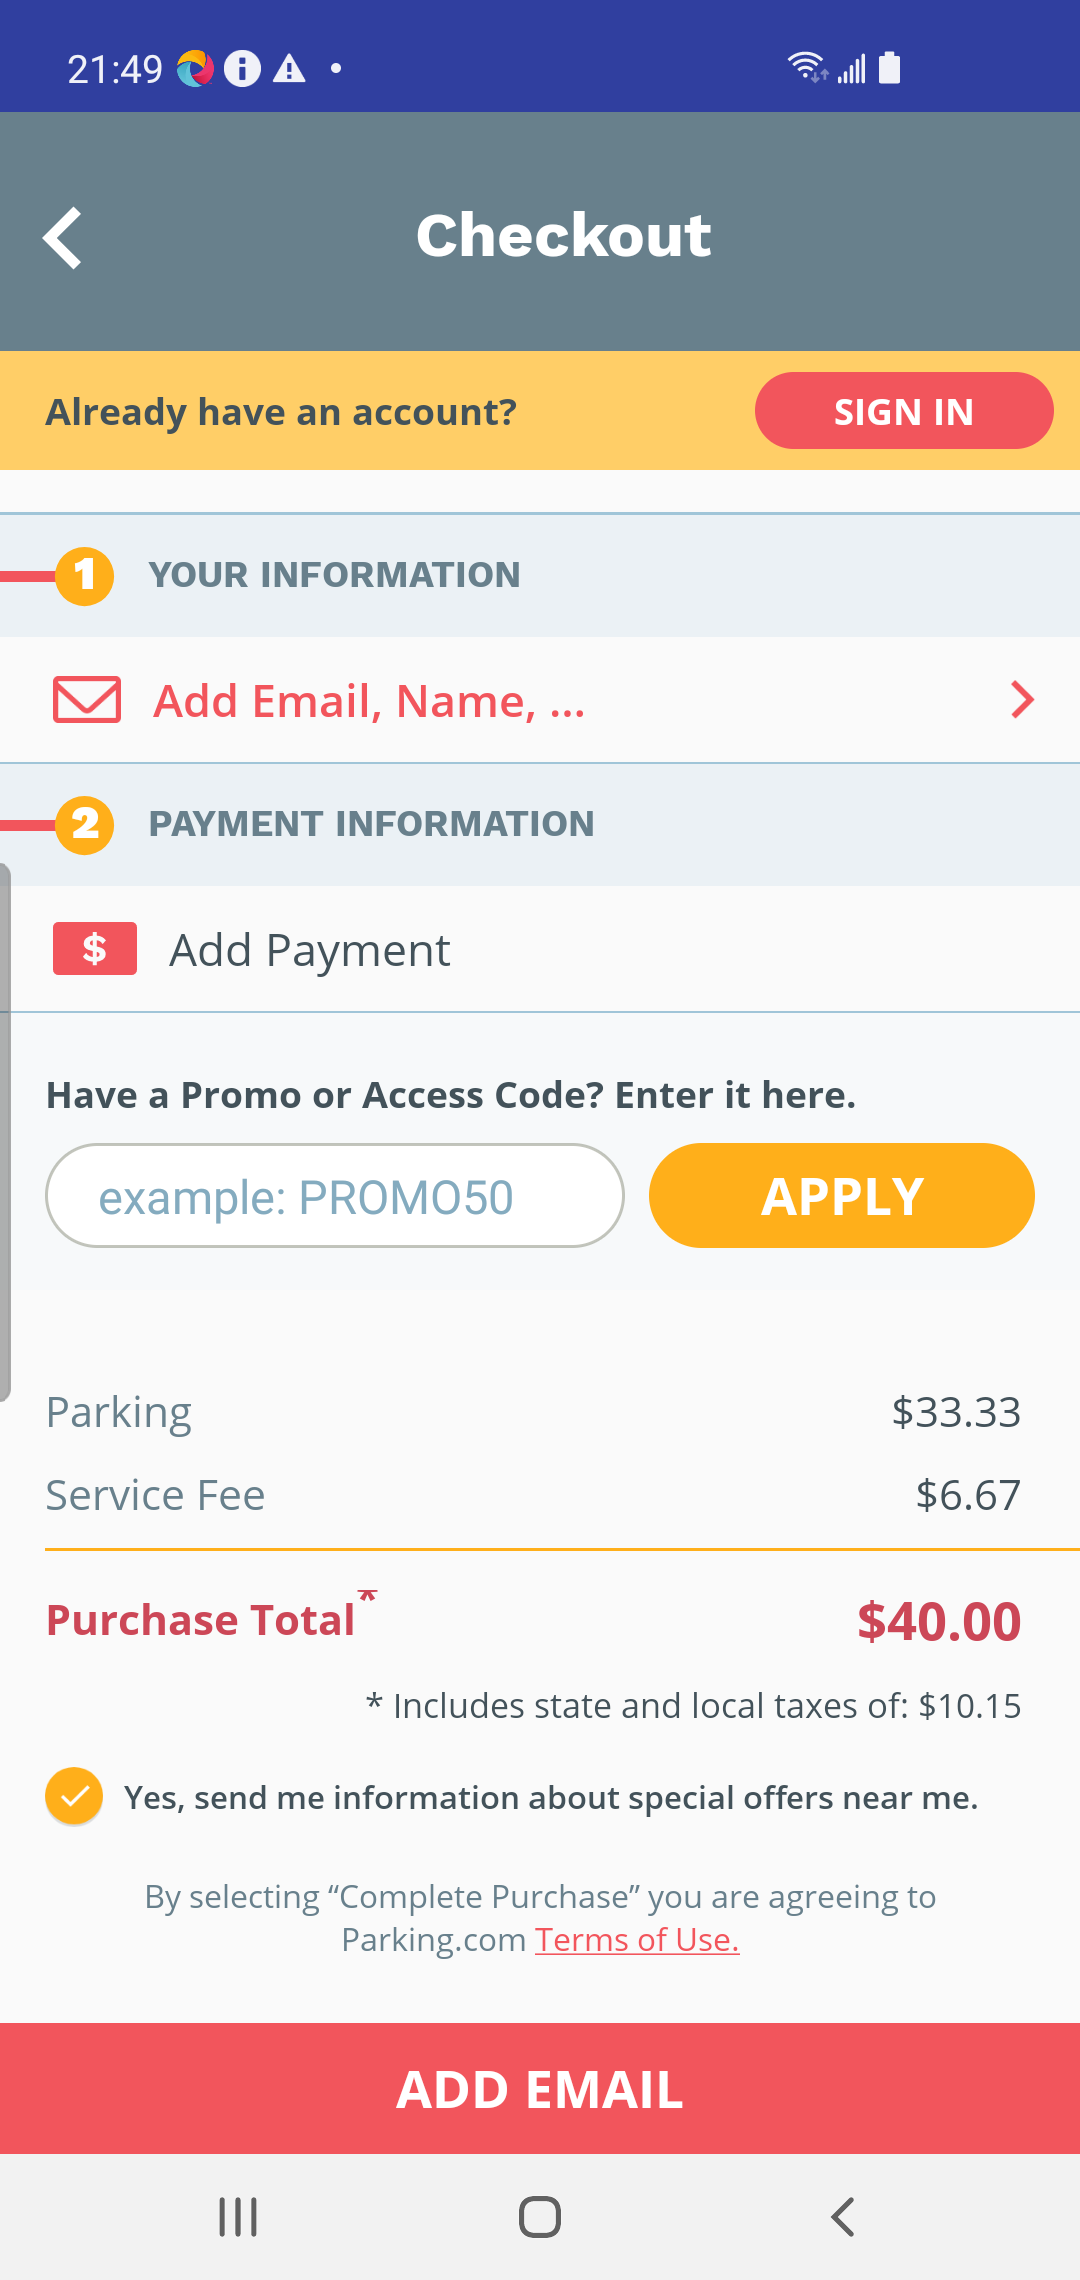 21:49
Checkout
Already have an account?
SIGN IN
1 YOUR INFORMATION
Add Email, Name, ...
2 PAYMENT INFORMATION
$ Add Payment
Have a Promo or Access Code? Enter it here.
example: PROMO50
APPLY
Parking $33.33
Service Fee $6.67
Purchase Total* $40.00
* Includes state and local taxes of: $10.15
Yes, send me information about special offers near me.
By selecting “Complete Purchase” you are agreeing to
Parking.com Terms of Use.
ADD EMAIL